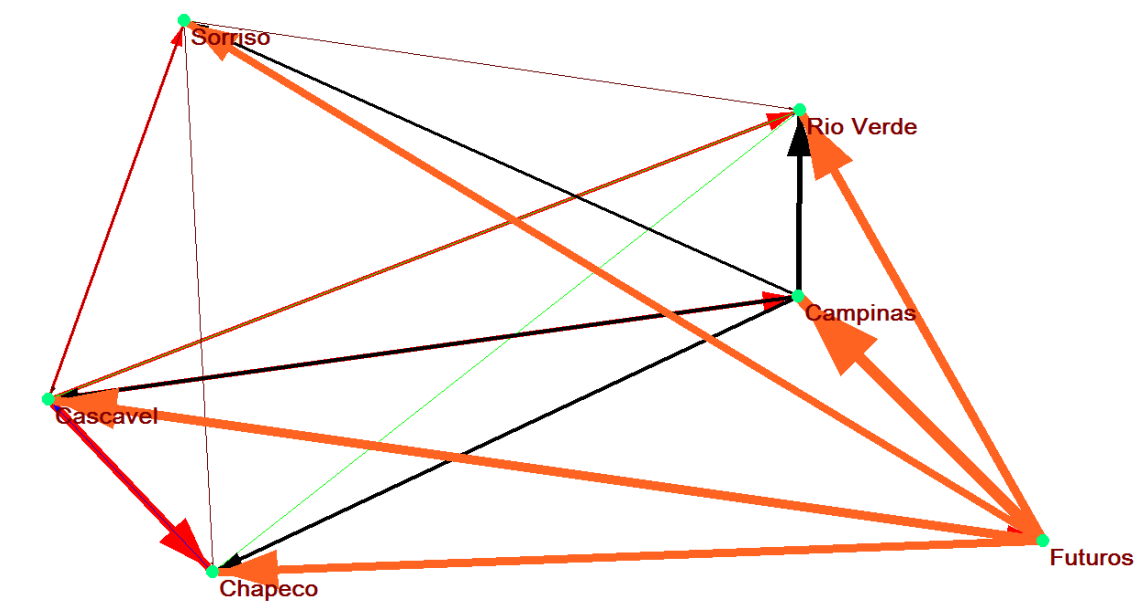 Sorriso
Rio Verde
Campinas
Cascavel
Futuros
Chapeco